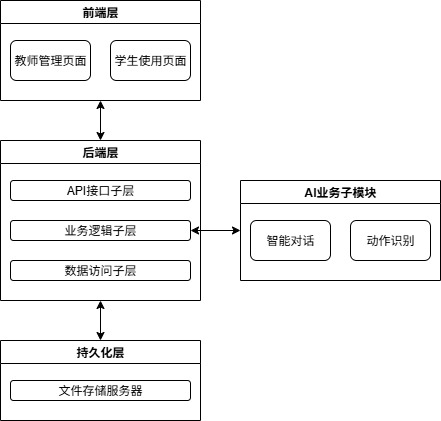 前端层
教师管理页面
学生使用页面
后端层
API接口子层
业务逻辑子层
数据访问子层
AI业务子模块
智能对话
动作识别
持久化层
文件存储服务器